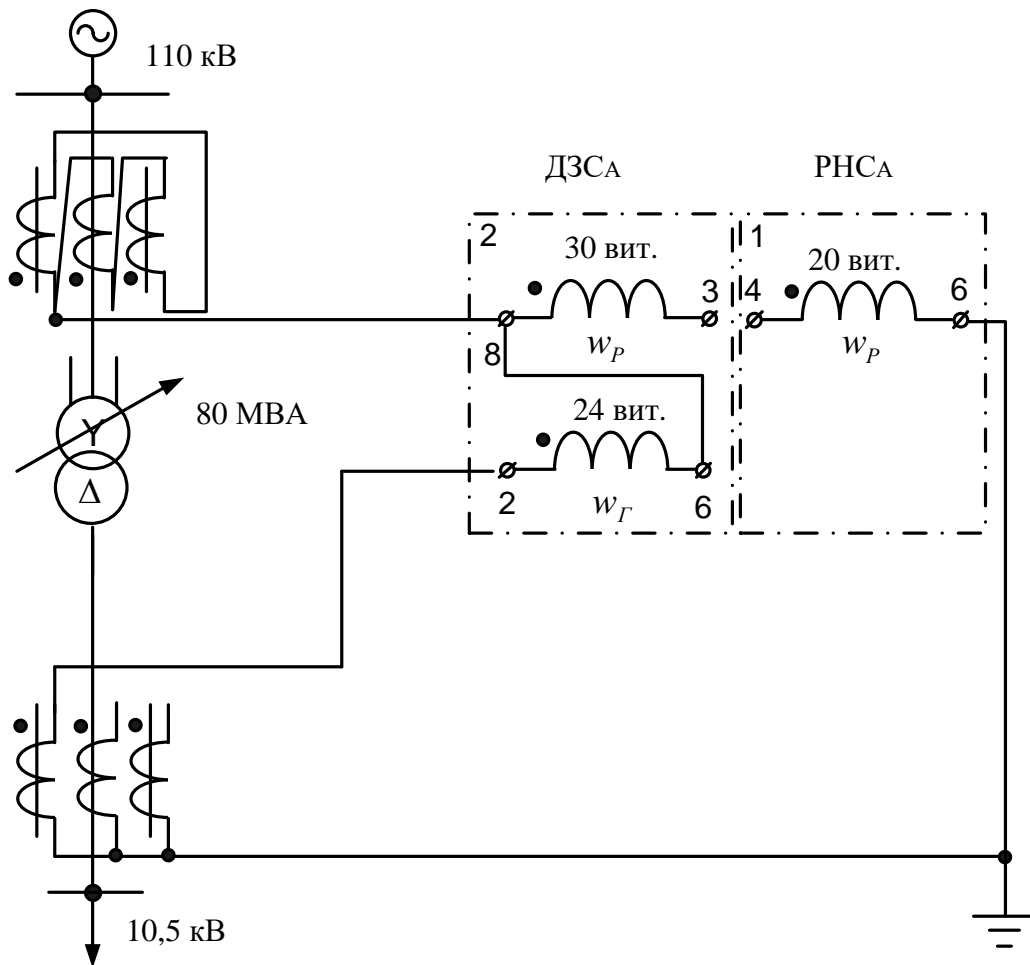 110 кВ
ДЗСА
РНСА
2
30 вит.
3
8
wР
24 вит.
2
wГ
6
1
20 вит.
4
6
wР
Y
Δ
80 МВА
10,5 кВ